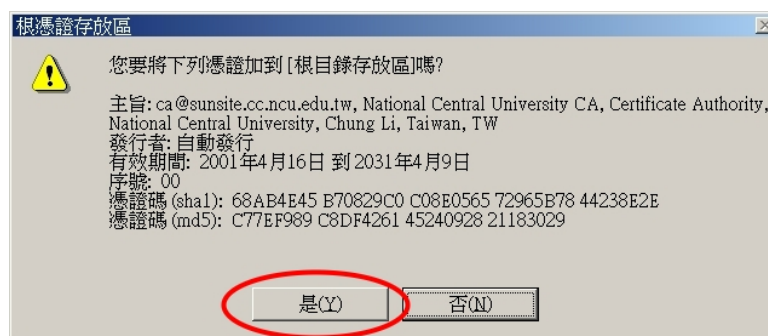 根憑證存放區
您要將下列憑證加到 [根目錄存放區]嗎?
主旨: ca@sunsite.cc.ncu.edu.tw, National Central University CA, Certificate Authority,
National Central University, Chung Li, Taiwan, TW
發行者: 自動發行
有效期間: 2001年4月16日 到 2031年4月9日
序號: 00
憑證碼 (sha1): 68AB4E45 B70829C0 C08E0565 72965B78 44238E2E
憑證碼 (md5): C77EF989 C8DF4261 45240928 21183029
是(Y) 否(N)